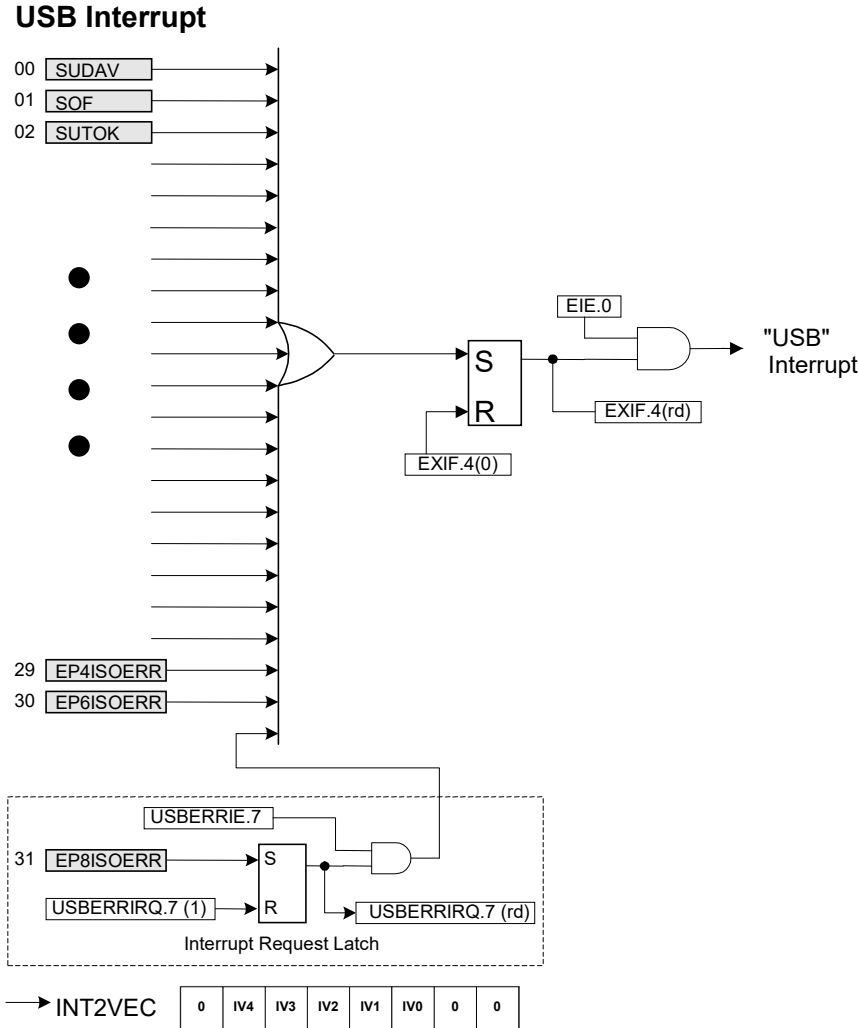 USB Interrupt
00 SUDAV
01 SOF
02 SUTOK
EIE.0
"USB"
Interrupt
S
R
EXIF.4(rd)
EXIF.4(0)
29 EP4ISOERR
30 EP6ISOERR
USBERRIE.7
31 EP8ISOERR
S
USBERRIRQ.7 (1)
R
USBERRIRQ.7 (rd)
Interrupt Request Latch
INT2VEC 0 IV4 IV3 IV2 IV1 IV0 0 0